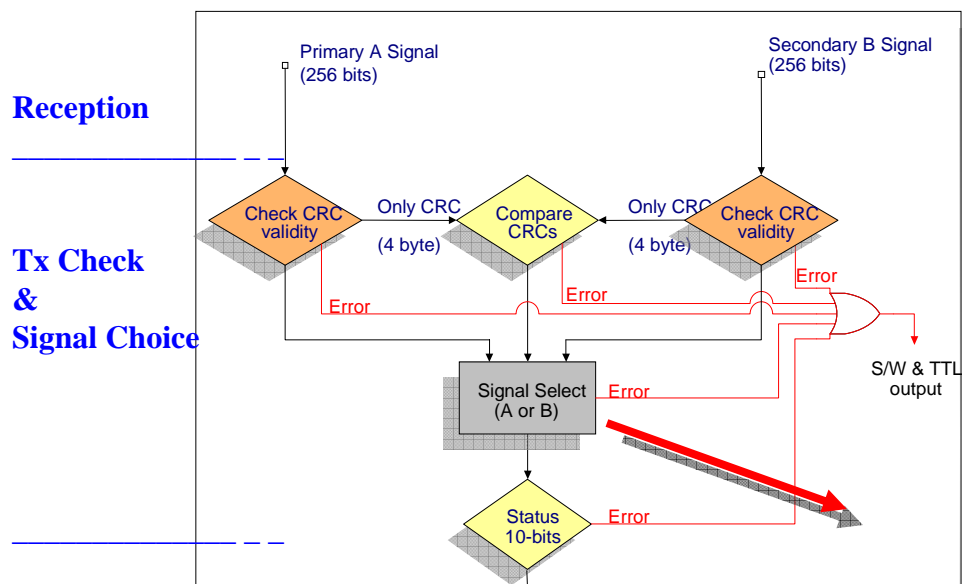 Primary A Signal
(256 bits)
Secondary B Signal
(256 bits)
Reception
Check CRC
validity
Only CRC
(4 byte)
Compare
CRCs
Only CRC
(4 byte)
Check CRC
validity
Tx Check
&
Signal Choice
Error
Error
Error
S/W & TTL
output
Signal Select
(A or B)
Error
Status
10-bits
Error